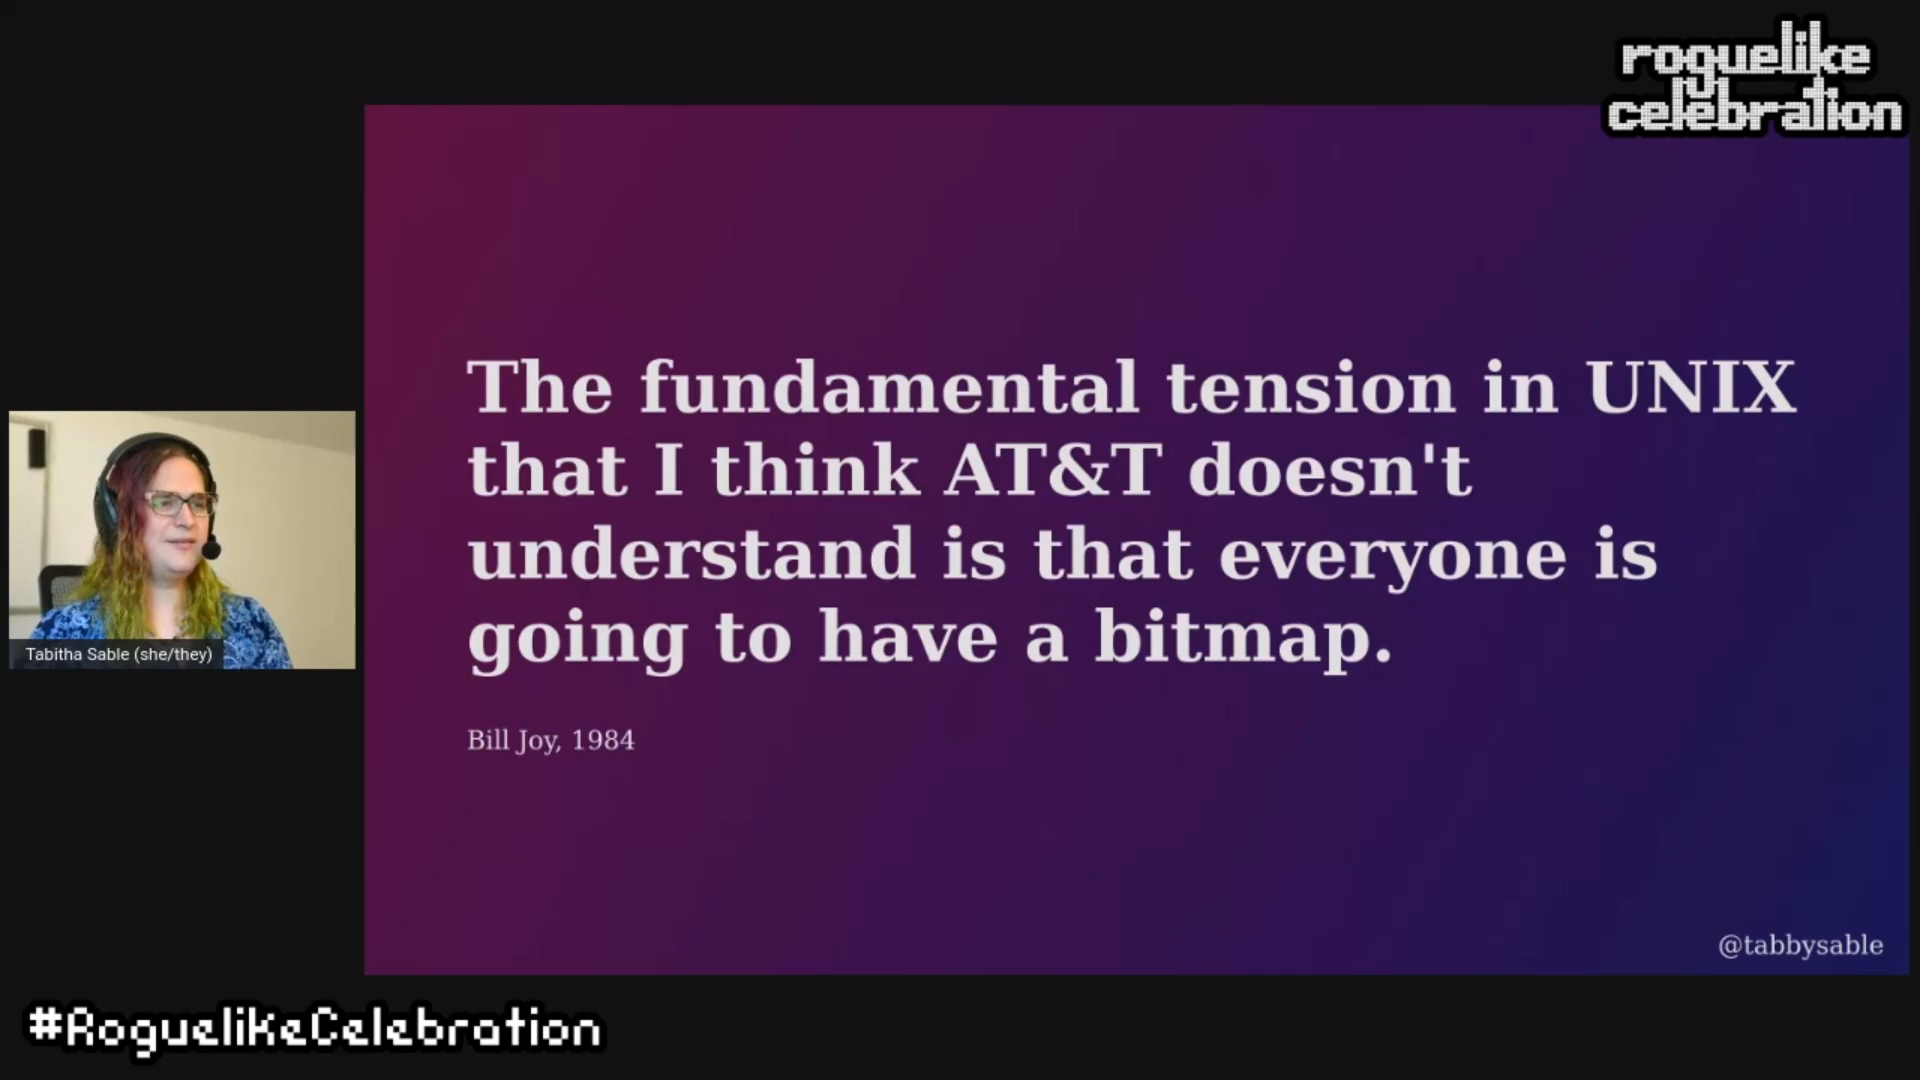 roguelike
celebration
The fundamental tension in UNIX
that I think AT&T doesn't
understand is that everyone is
going to have a bitmap.
Bill Joy, 1984
Tabitha Sable (she/they)
@tabbysable
#RoguelikeCelebration